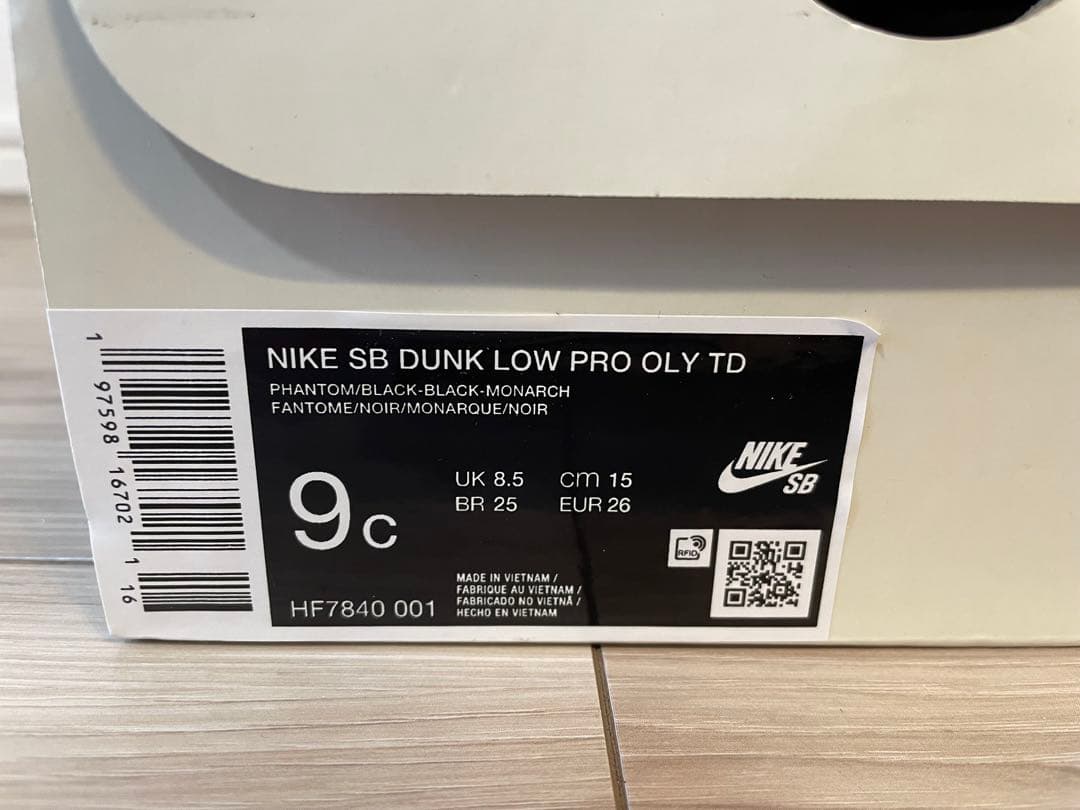 NIKE SB DUNK LOW PRO OLY TD
PHANTOM/BLACK-BLACK-MONARCH
FANTOME/NOIR/MONARQUE/NOIR
9C
UK 8.5 cm 15
BR 25 EUR 26
NIKE
SB
RFID
MADE IN VIETNAM /
FABRIQUE AU VIETNAM /
FABRICADO NO VIETNÃ /
HECHO EN VIETNAM
HF7840 001
1 97598 16702 1 16